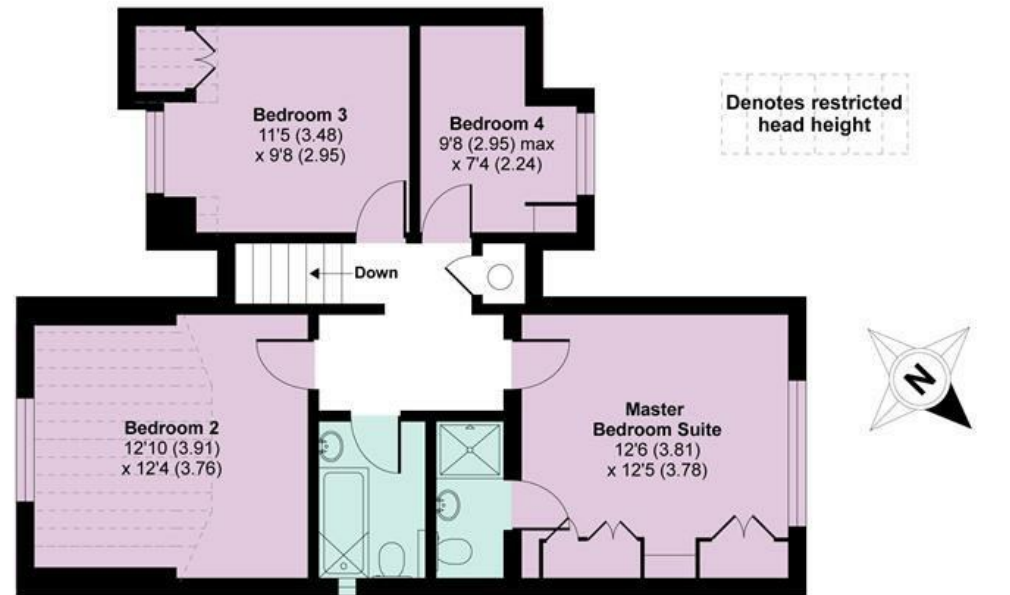 Bedroom 3
11'5 (3.48)
x 9'8 (2.95)
Bedroom 4
9'8 (2.95) max
x 7'4 (2.24)
Denotes restricted
head height
Down
Bedroom 2
12'10 (3.91)
x 12'4 (3.76)
Master
Bedroom Suite
12'6 (3.81)
x 12'5 (3.78)
N